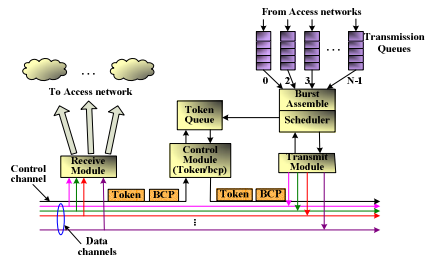 From Access networks
Transmission
Queues
0
2
3
N-1
To Access network
Token
Queue
Burst
Assemble
Scheduler
Control
Module
(Token/bcp)
Receive
Module
Transmit
Module
Control
channel
Token
BCP
Token
BCP
Data
channels